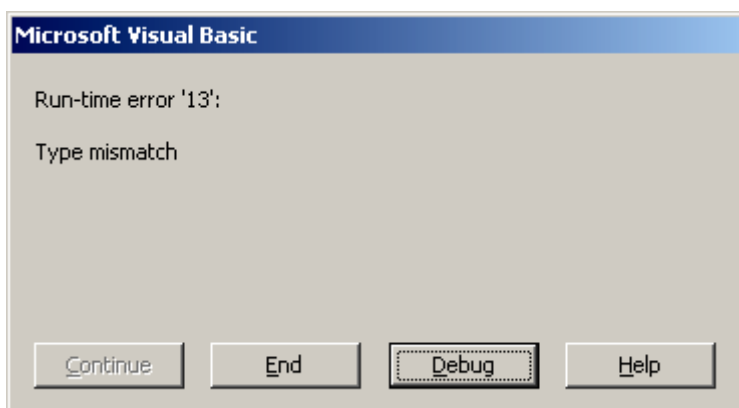 Microsoft Visual Basic
Run-time error '13':
Type mismatch
Continue End Debug Help